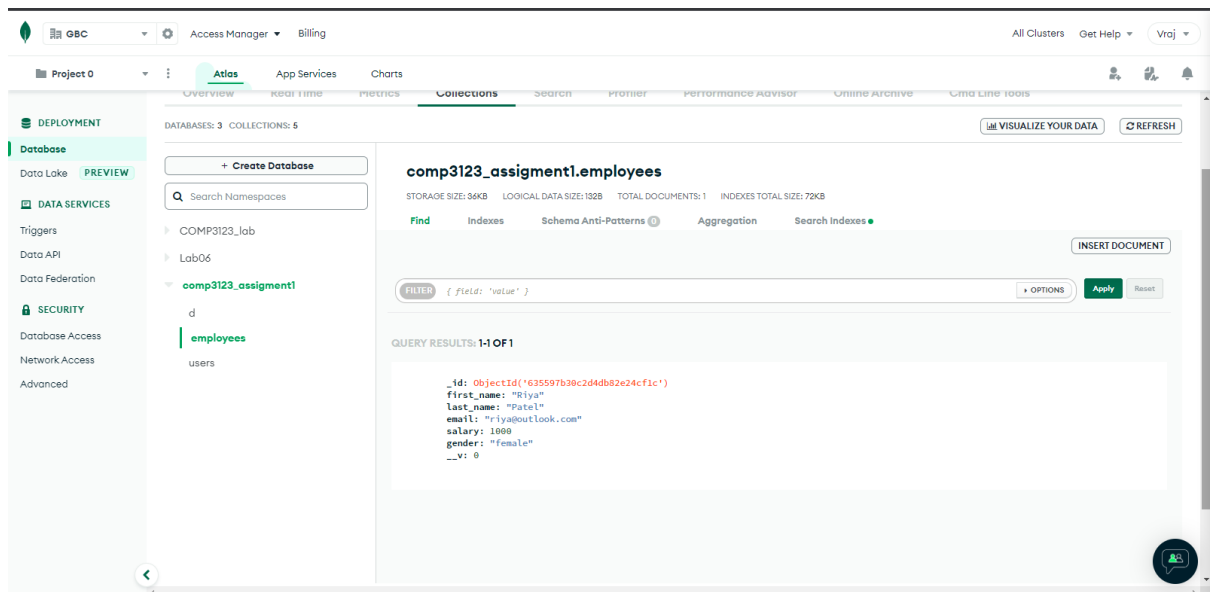 GBC
Access Manager
Billing
All Clusters
Get Help
Vraj
Project 0
Atlas
App Services
Charts
Overview
Real Time
Metrics
Collections
Search
Profiler
Performance Advisor
Online Archive
Cmd Line Tools
DEPLOYMENT
Database
Data Lake PREVIEW
DATA SERVICES
Triggers
Data API
Data Federation
SECURITY
Database Access
Network Access
Advanced
DATABASES: 3 COLLECTIONS: 5
VISUALIZE YOUR DATA
REFRESH
+ Create Database
Search Namespaces
COMP3123_lab
Lab06
comp3123_assigment1
d
employees
users
comp3123_assigment1.employees
STORAGE SIZE: 36KB LOGICAL DATA SIZE: 132B TOTAL DOCUMENTS: 1 INDEXES TOTAL SIZE: 72KB
Find
Indexes
Schema Anti-Patterns 0
Aggregation
Search Indexes
INSERT DOCUMENT
FILTER { field: 'value' }
OPTIONS
Apply
Reset
QUERY RESULTS: 1-1 OF 1
_id: ObjectId('635597b30c2d4db82e24cf1c')
first_name: "Riya"
last_name: "Patel"
email: "riya@outlook.com"
salary: 1000
gender: "female"
__v: 0